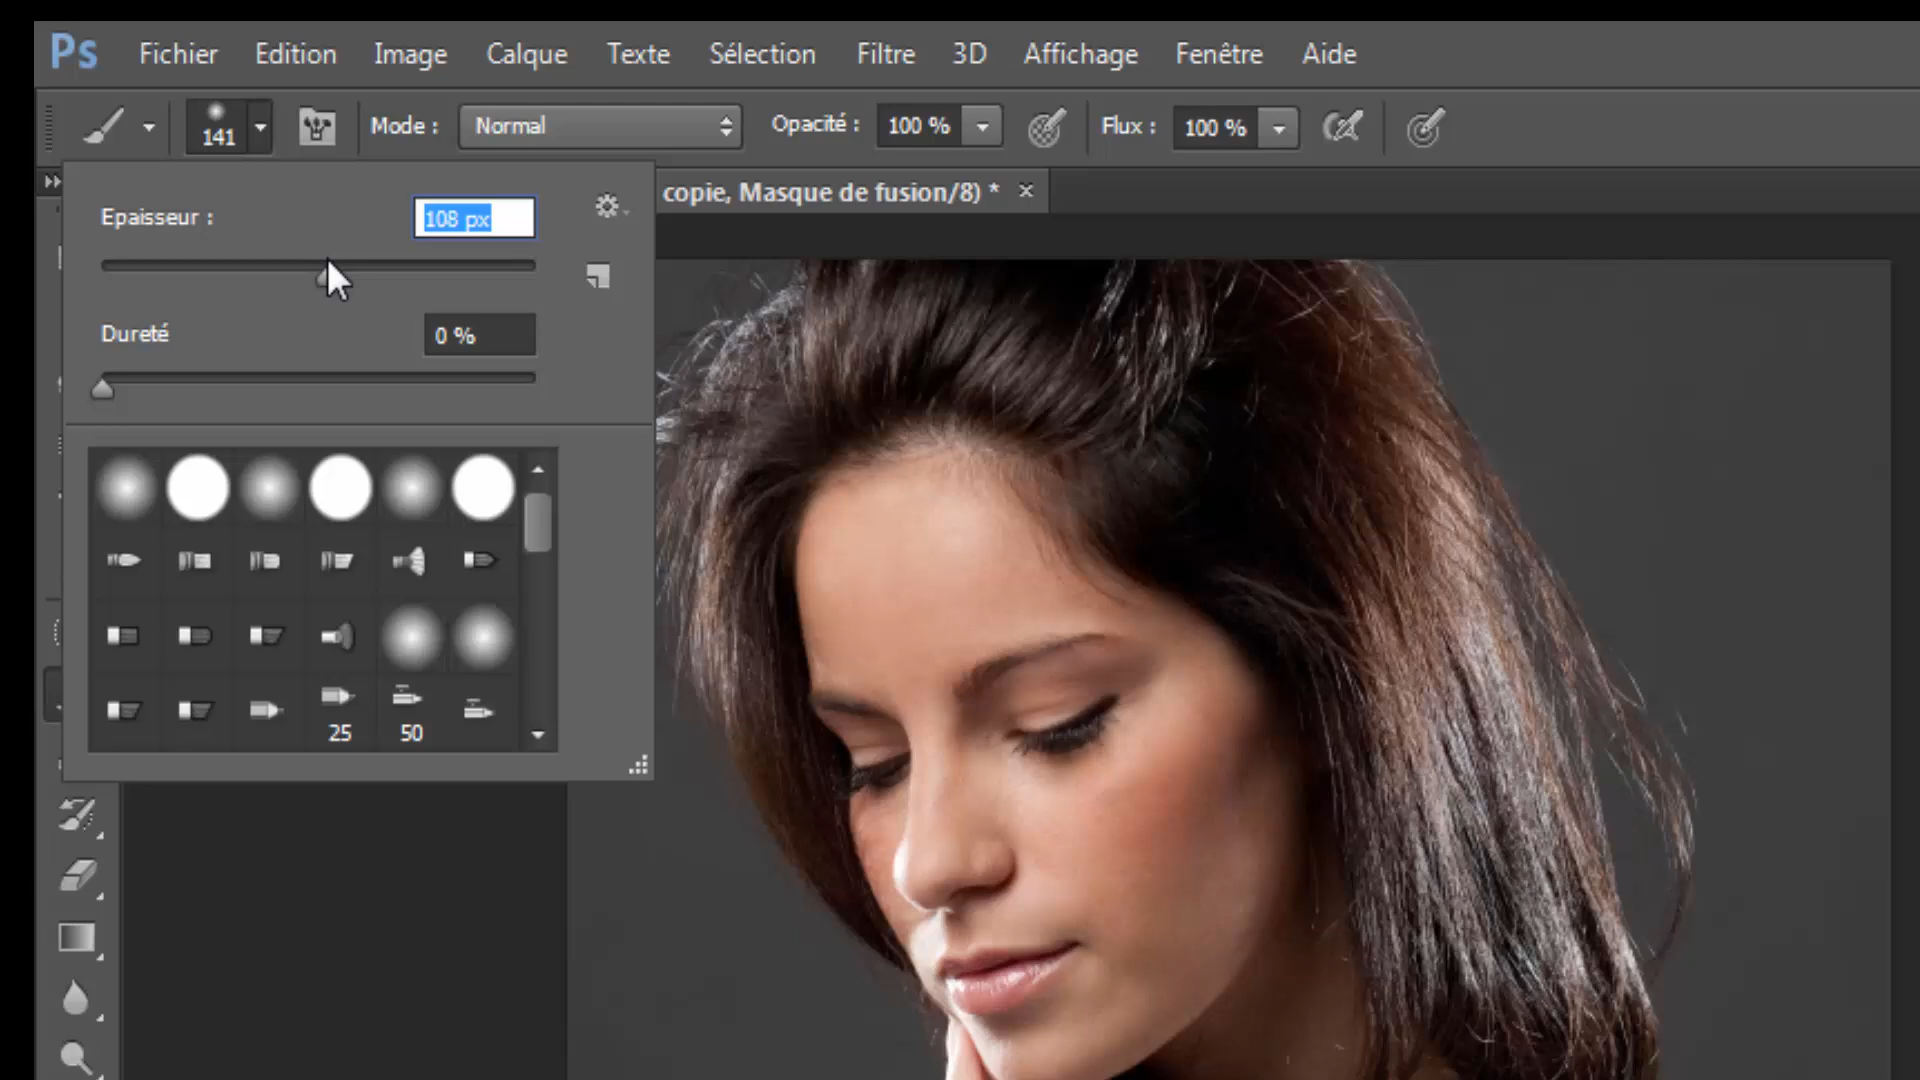 Ps Fichier Edition Image Calque Texte Sélection Filtre 3D Affichage Fenêtre Aide
141 Mode : Normal Opacité : 100 % Flux : 100 %
copie, Masque de fusion/8) * ×
Epaisseur : 108 px
Dureté 0 %
25 50